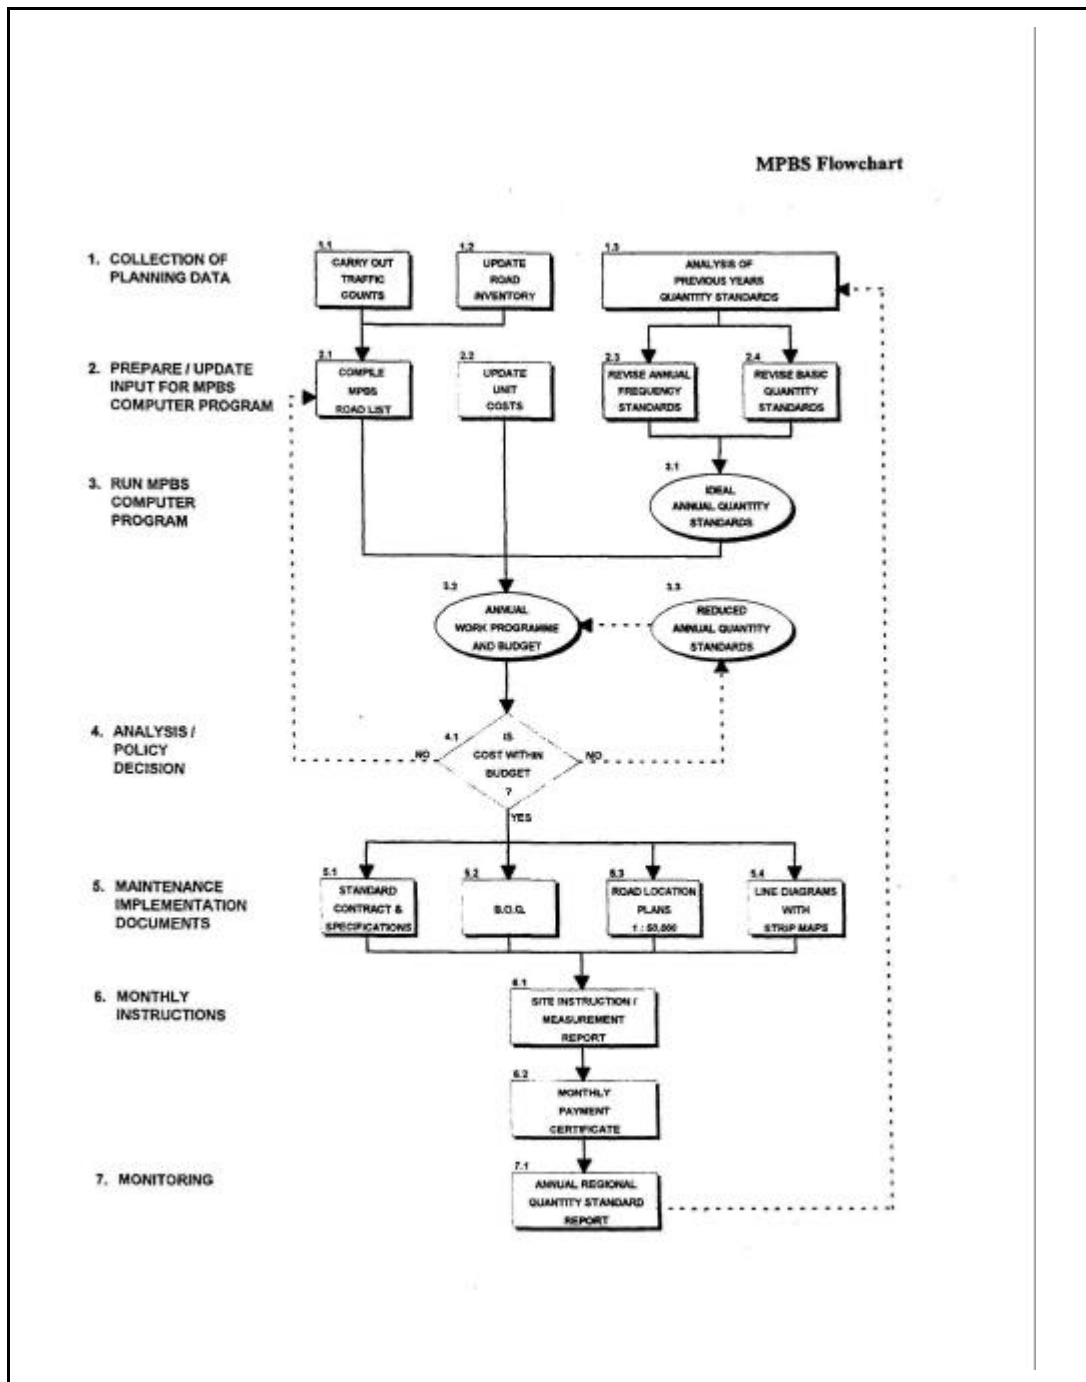 MPBS Flowchart
1. COLLECTION OF
PLANNING DATA
1.1
CARRY OUT
TRAFFIC
COUNTS
1.2
UPDATE
ROAD
INVENTORY
1.3
ANALYSIS OF
PREVIOUS YEARS
QUANTITY STANDARDS
2. PREPARE / UPDATE
INPUT FOR MPBS
COMPUTER PROGRAM
2.1
COMPILE
MPBS
ROAD LIST
2.2
UPDATE
UNIT
COSTS
2.3
REVISE ANNUAL
FREQUENCY
STANDARDS
2.4
REVISE BASIC
QUANTITY
STANDARDS
3. RUN MPBS
COMPUTER
PROGRAM
3.1
IDEAL
ANNUAL QUANTITY
STANDARDS
3.2
ANNUAL
WORK PROGRAMME
AND BUDGET
3.3
REDUCED
ANNUAL QUANTITY
STANDARDS
4. ANALYSIS /
POLICY
DECISION
4.1
IS
COST WITHIN
BUDGET
?
NO
NO
YES
5. MAINTENANCE
IMPLEMENTATION
DOCUMENTS
5.1
STANDARD
CONTRACT &
SPECIFICATIONS
5.2
B.O.Q.
5.3
ROAD LOCATION
PLANS
1 : 50,000
5.4
LINE DIAGRAMS
WITH
STRIP MAPS
6. MONTHLY
INSTRUCTIONS
6.1
SITE INSTRUCTION /
MEASUREMENT
REPORT
6.2
MONTHLY
PAYMENT
CERTIFICATE
7. MONITORING
7.1
ANNUAL REGIONAL
QUANTITY STANDARD
REPORT